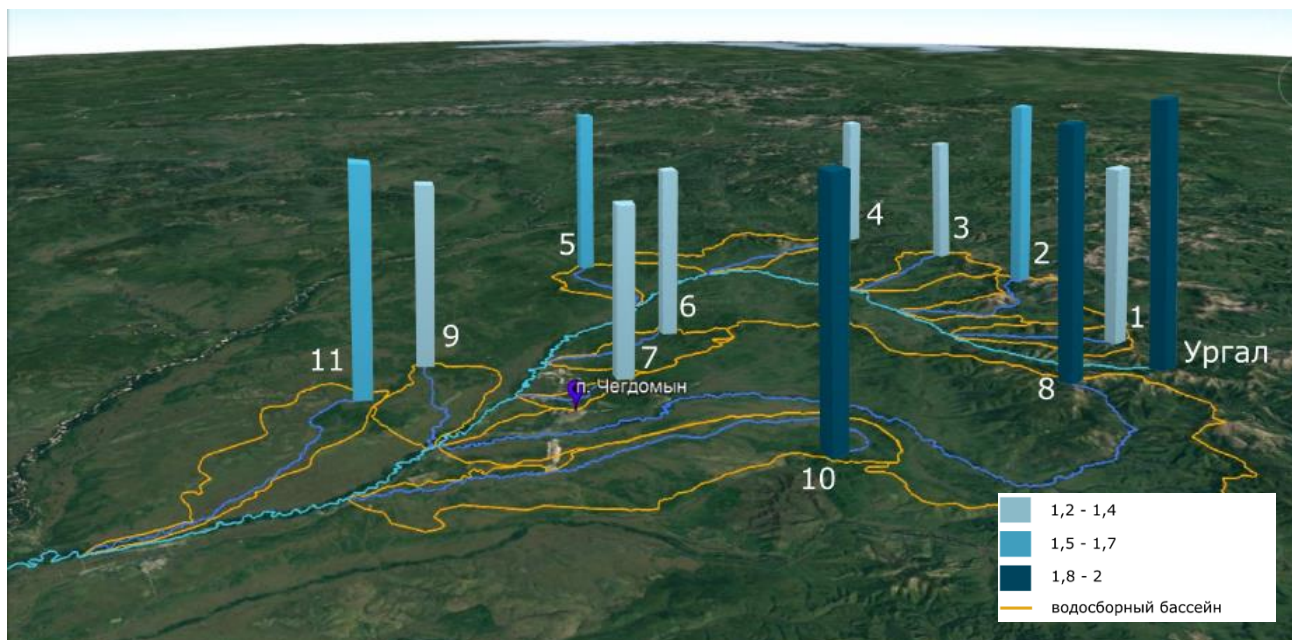 4
3
5
2
6
1
9
11
7
Ургал
8
п. Чегдомын
10
1,2 - 1,4
1,5 - 1,7
1,8 - 2
водосборный бассейн